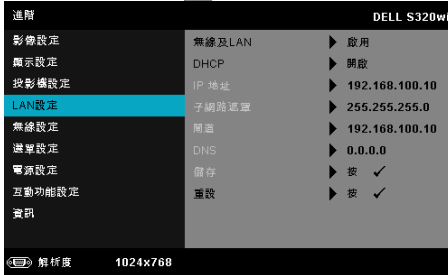 進階 DELL S320wi
影像設定 無線及LAN 啟用
顯示設定 DHCP 開啟
投影機設定 IP 地址 192.168.100.10
LAN設定 子網路遮罩 255.255.255.0
無線設定 閘道 192.168.100.10
選單設定 DNS 0.0.0.0
電源設定 儲存 按 ✓
互動功能設定 重設 按 ✓
資訊
解析度 1024x768